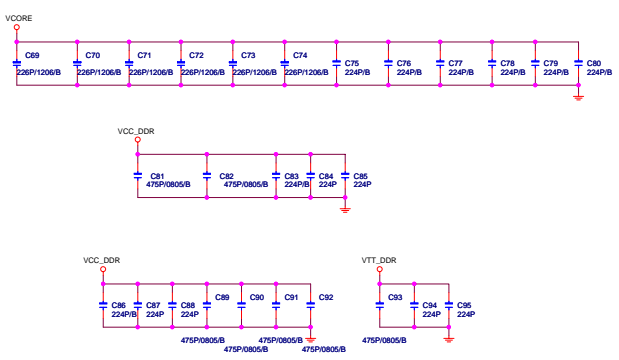 VCORE
C69 C70 C71 C72 C73 C74 C75 C76 C77 C78 C79 C80
226P/1206/B 226P/1206/B 226P/1206/B 226P/1206/B 226P/1206/B 226P/1206/B 224P/B 224P/B 224P/B 224P/B 224P/B 224P/B
VCC_DDR
C81 C82 C83 C84 C85
475P/0805/B 475P/0805/B 224P/B 224P 224P
VCC_DDR VTT_DDR
C86 C87 C88 C89 C90 C91 C92 C93 C94 C95
224P/B 224P 224P 224P 224P
475P/0805/B 475P/0805/B 475P/0805/B
475P/0805/B 475P/0805/B